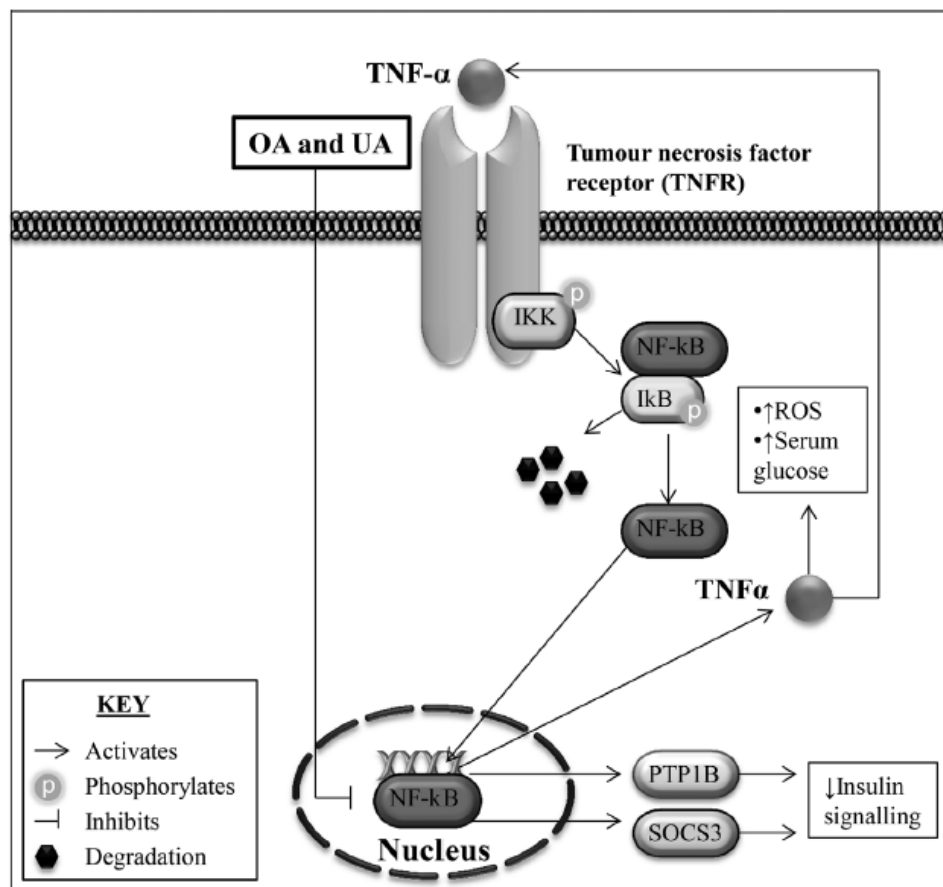 TNF-α
OA and UA
Tumour necrosis factor
receptor (TNFR)
p
IKK
NF-kB
IkB
p
•↑ROS
•↑Serum
glucose
NF-kB
TNFα
KEY
Activates
p Phosphorylates
Inhibits
Degradation
NF-kB
Nucleus
PTP1B
SOCS3
↓Insulin
signalling